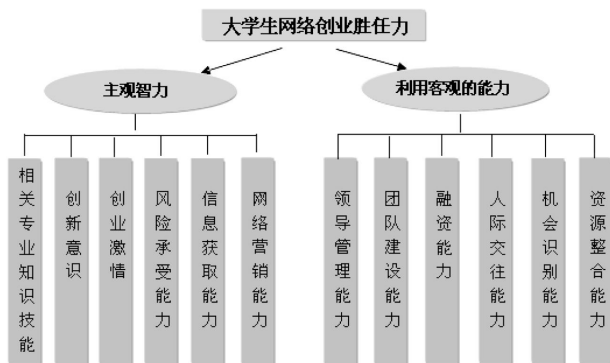 大学生网络创业胜任力
主观智力
利用客观的能力
相关专业知识技能
创新意识
创业激情
风险承受能力
信息获取能力
网络营销能力
领导管理能力
团队建设能力
融资能力
人际交往能力
机会识别能力
资源整合能力